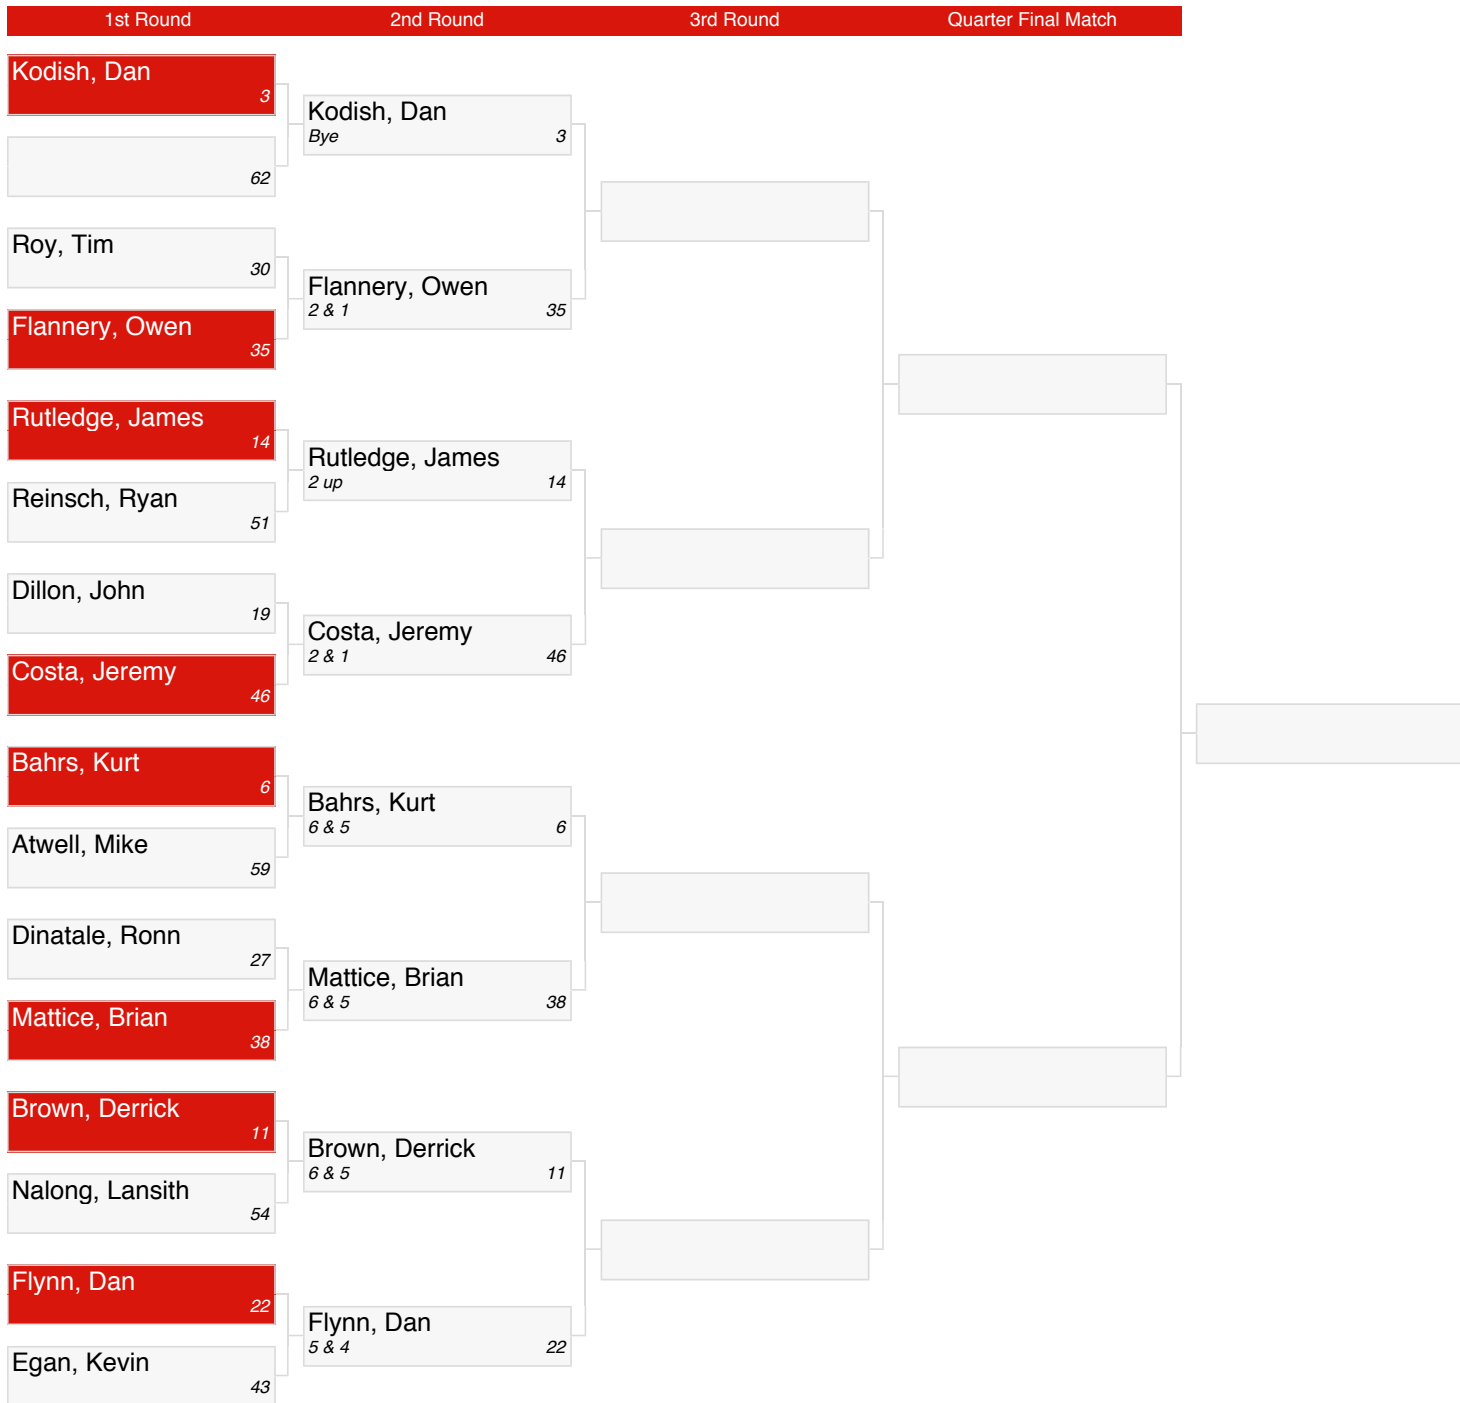 1st Round 2nd Round 3rd Round Quarter Final Match
Kodish, Dan
3
62
Roy, Tim
30
Flannery, Owen
35
Rutledge, James
14
Reinsch, Ryan
51
Dillon, John
19
Costa, Jeremy
46
Bahrs, Kurt
6
Atwell, Mike
59
Dinatale, Ronn
27
Mattice, Brian
38
Brown, Derrick
11
Nalong, Lansith
54
Flynn, Dan
22
Egan, Kevin
43
Kodish, Dan
Bye 3
Flannery, Owen
2 & 1 35
Rutledge, James
2 up 14
Costa, Jeremy
2 & 1 46
Bahrs, Kurt
6 & 5 6
Mattice, Brian
6 & 5 38
Brown, Derrick
6 & 5 11
Flynn, Dan
5 & 4 22